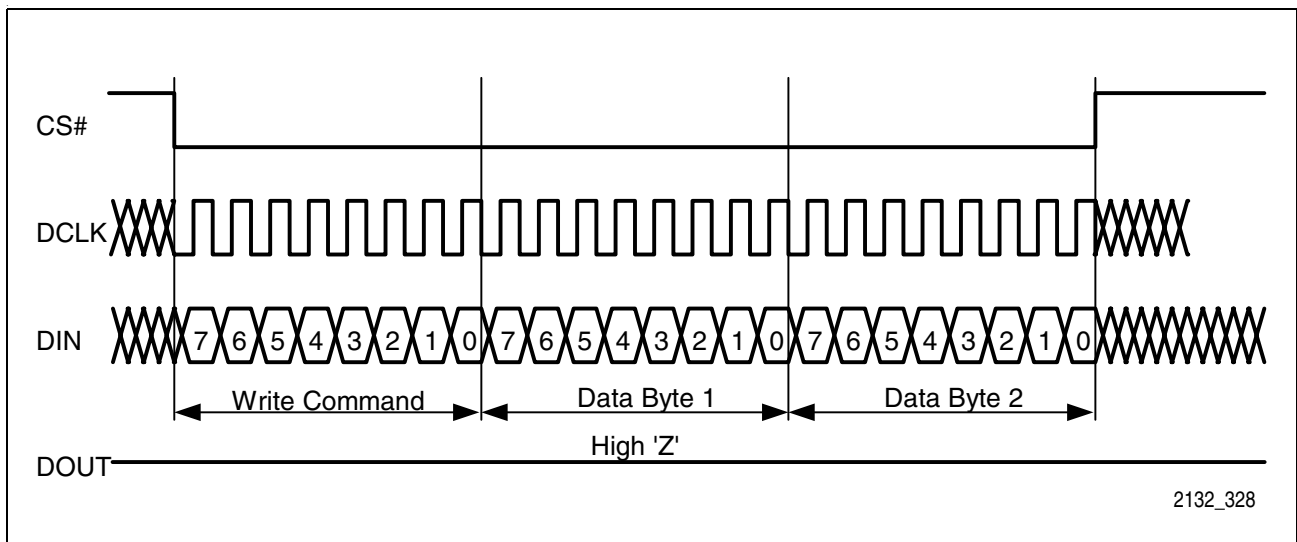 CS#
DCLK
DIN 7 6 5 4 3 2 1 0 7 6 5 4 3 2 1 0 7 6 5 4 3 2 1 0
Write Command Data Byte 1 Data Byte 2
High 'Z'
DOUT
2132_328